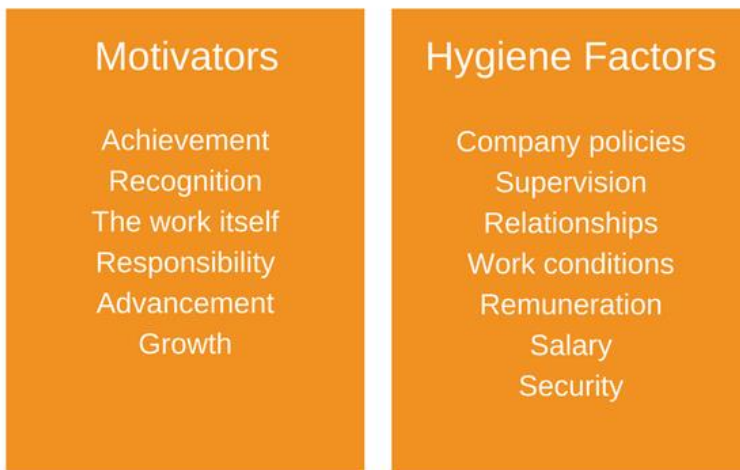 Motivators
Achievement
Recognition
The work itself
Responsibility
Advancement
Growth
Hygiene Factors
Company policies
Supervision
Relationships
Work conditions
Remuneration
Salary
Security